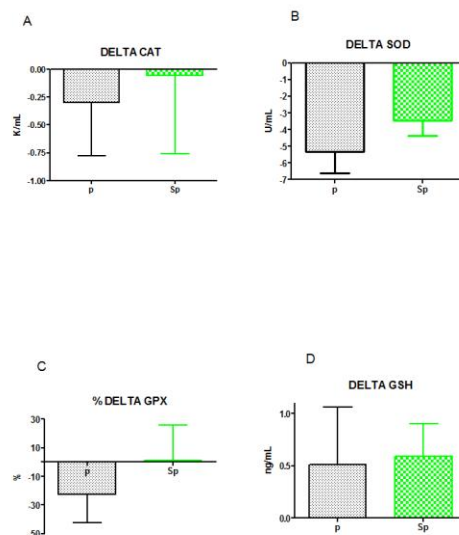 A
DELTA CAT
0.00
-0.25
-0.50
-0.75
-1.00
K/mL
p
Sp
B
DELTA SOD
0
-1
-2
-3
-4
-5
-6
-7
U/mL
p
Sp
C
% DELTA GPX
30
10
-10
-30
50
%
p
Sp
D
DELTA GSH
1.0
0.5
0.0
ng/mL
p
Sp